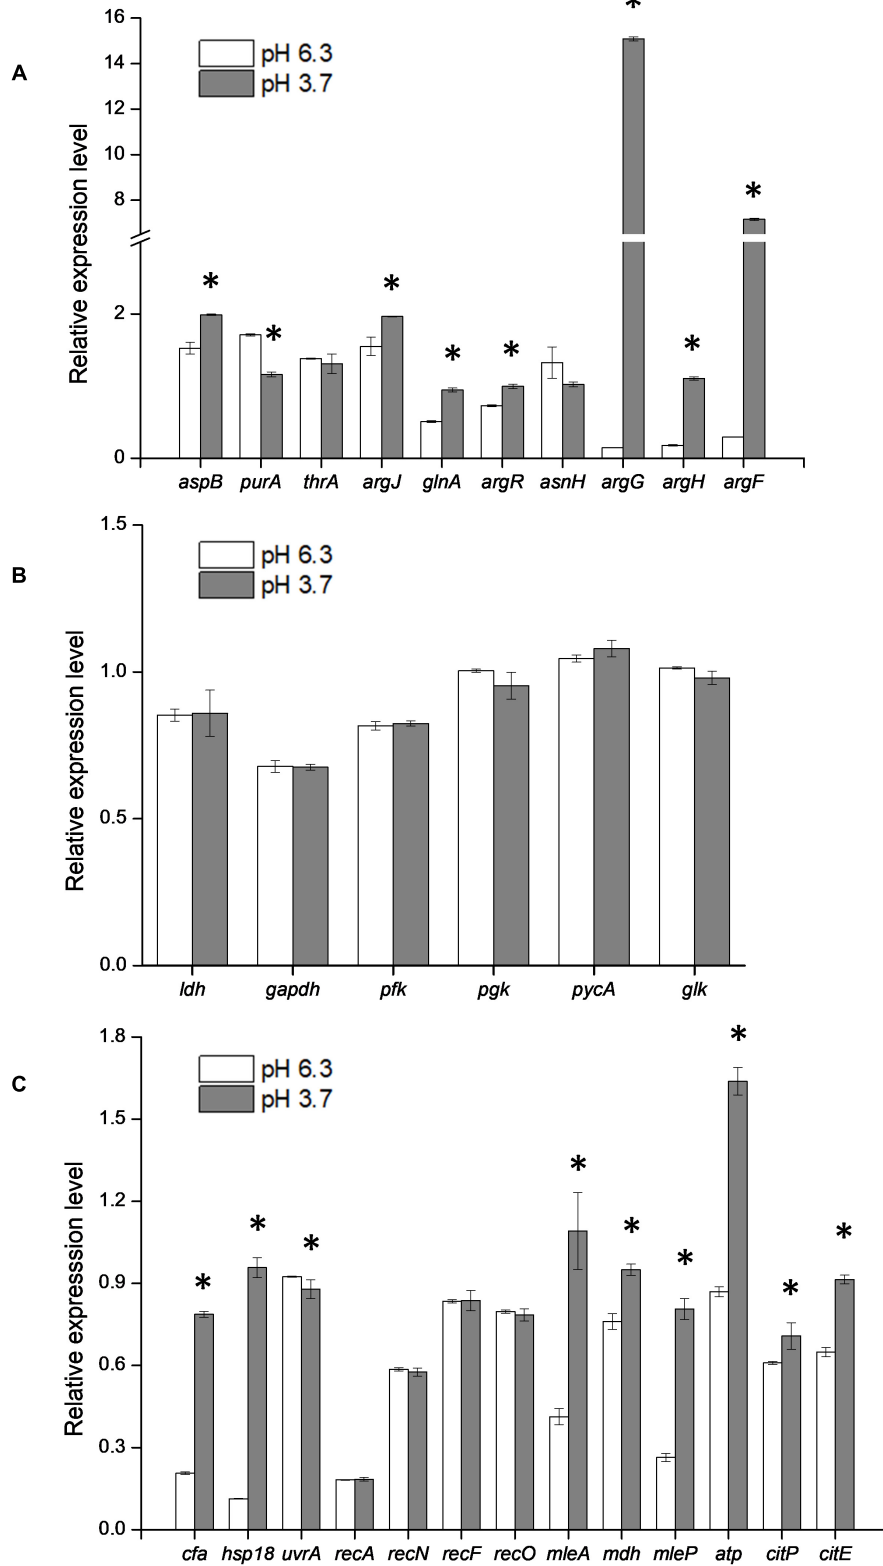 A
Relative expression level
16
14
12
10
8
2
0
pH 6.3
pH 3.7
*
*
*
*
*
*
*
*
aspB purA thrA argJ glnA argR asnH argG argH argF
B
Relative expression level
1.5
1.0
0.5
0.0
pH 6.3
pH 3.7
ldh gapdh pfk pgk pycA glk
C
Relative expresssion level
1.8
1.5
1.2
0.9
0.6
0.3
0.0
pH 6.3
pH 3.7
*
*
*
*
*
*
*
*
*
cfa hsp18 uvrA recA recN recF recO mleA mdh mleP atp citP citE